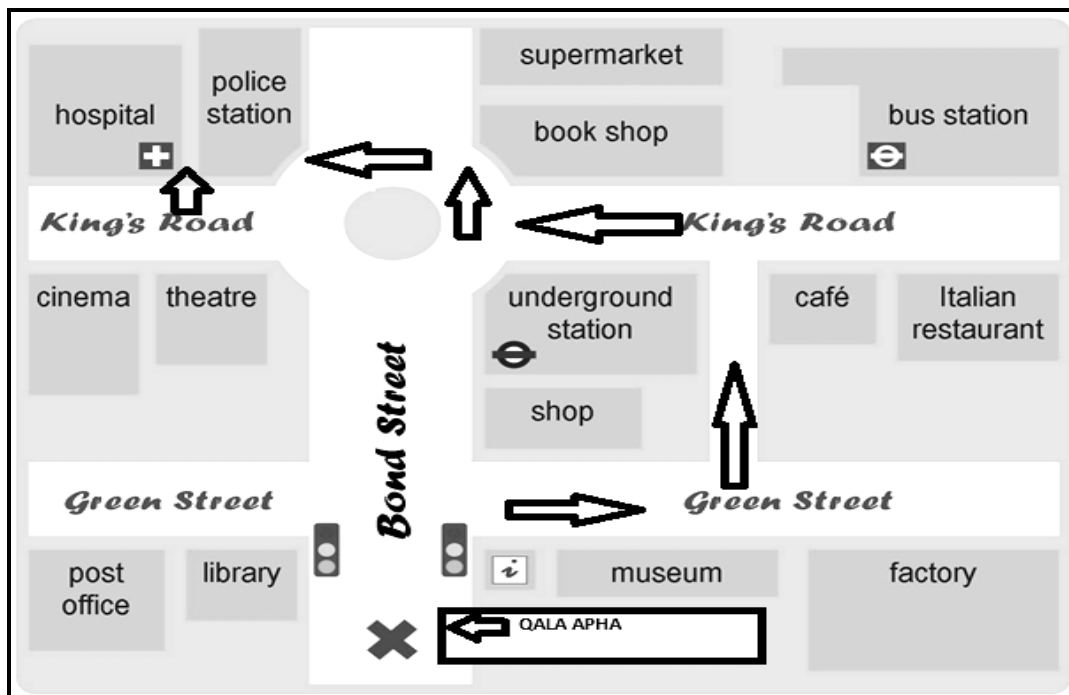 hospital
police
station
supermarket
book shop
bus station
King's Road
King's Road
cinema
theatre
underground
station
café
Italian
restaurant
Bond Street
shop
Green Street
Green Street
post
office
library
i
museum
factory
QALA APHA